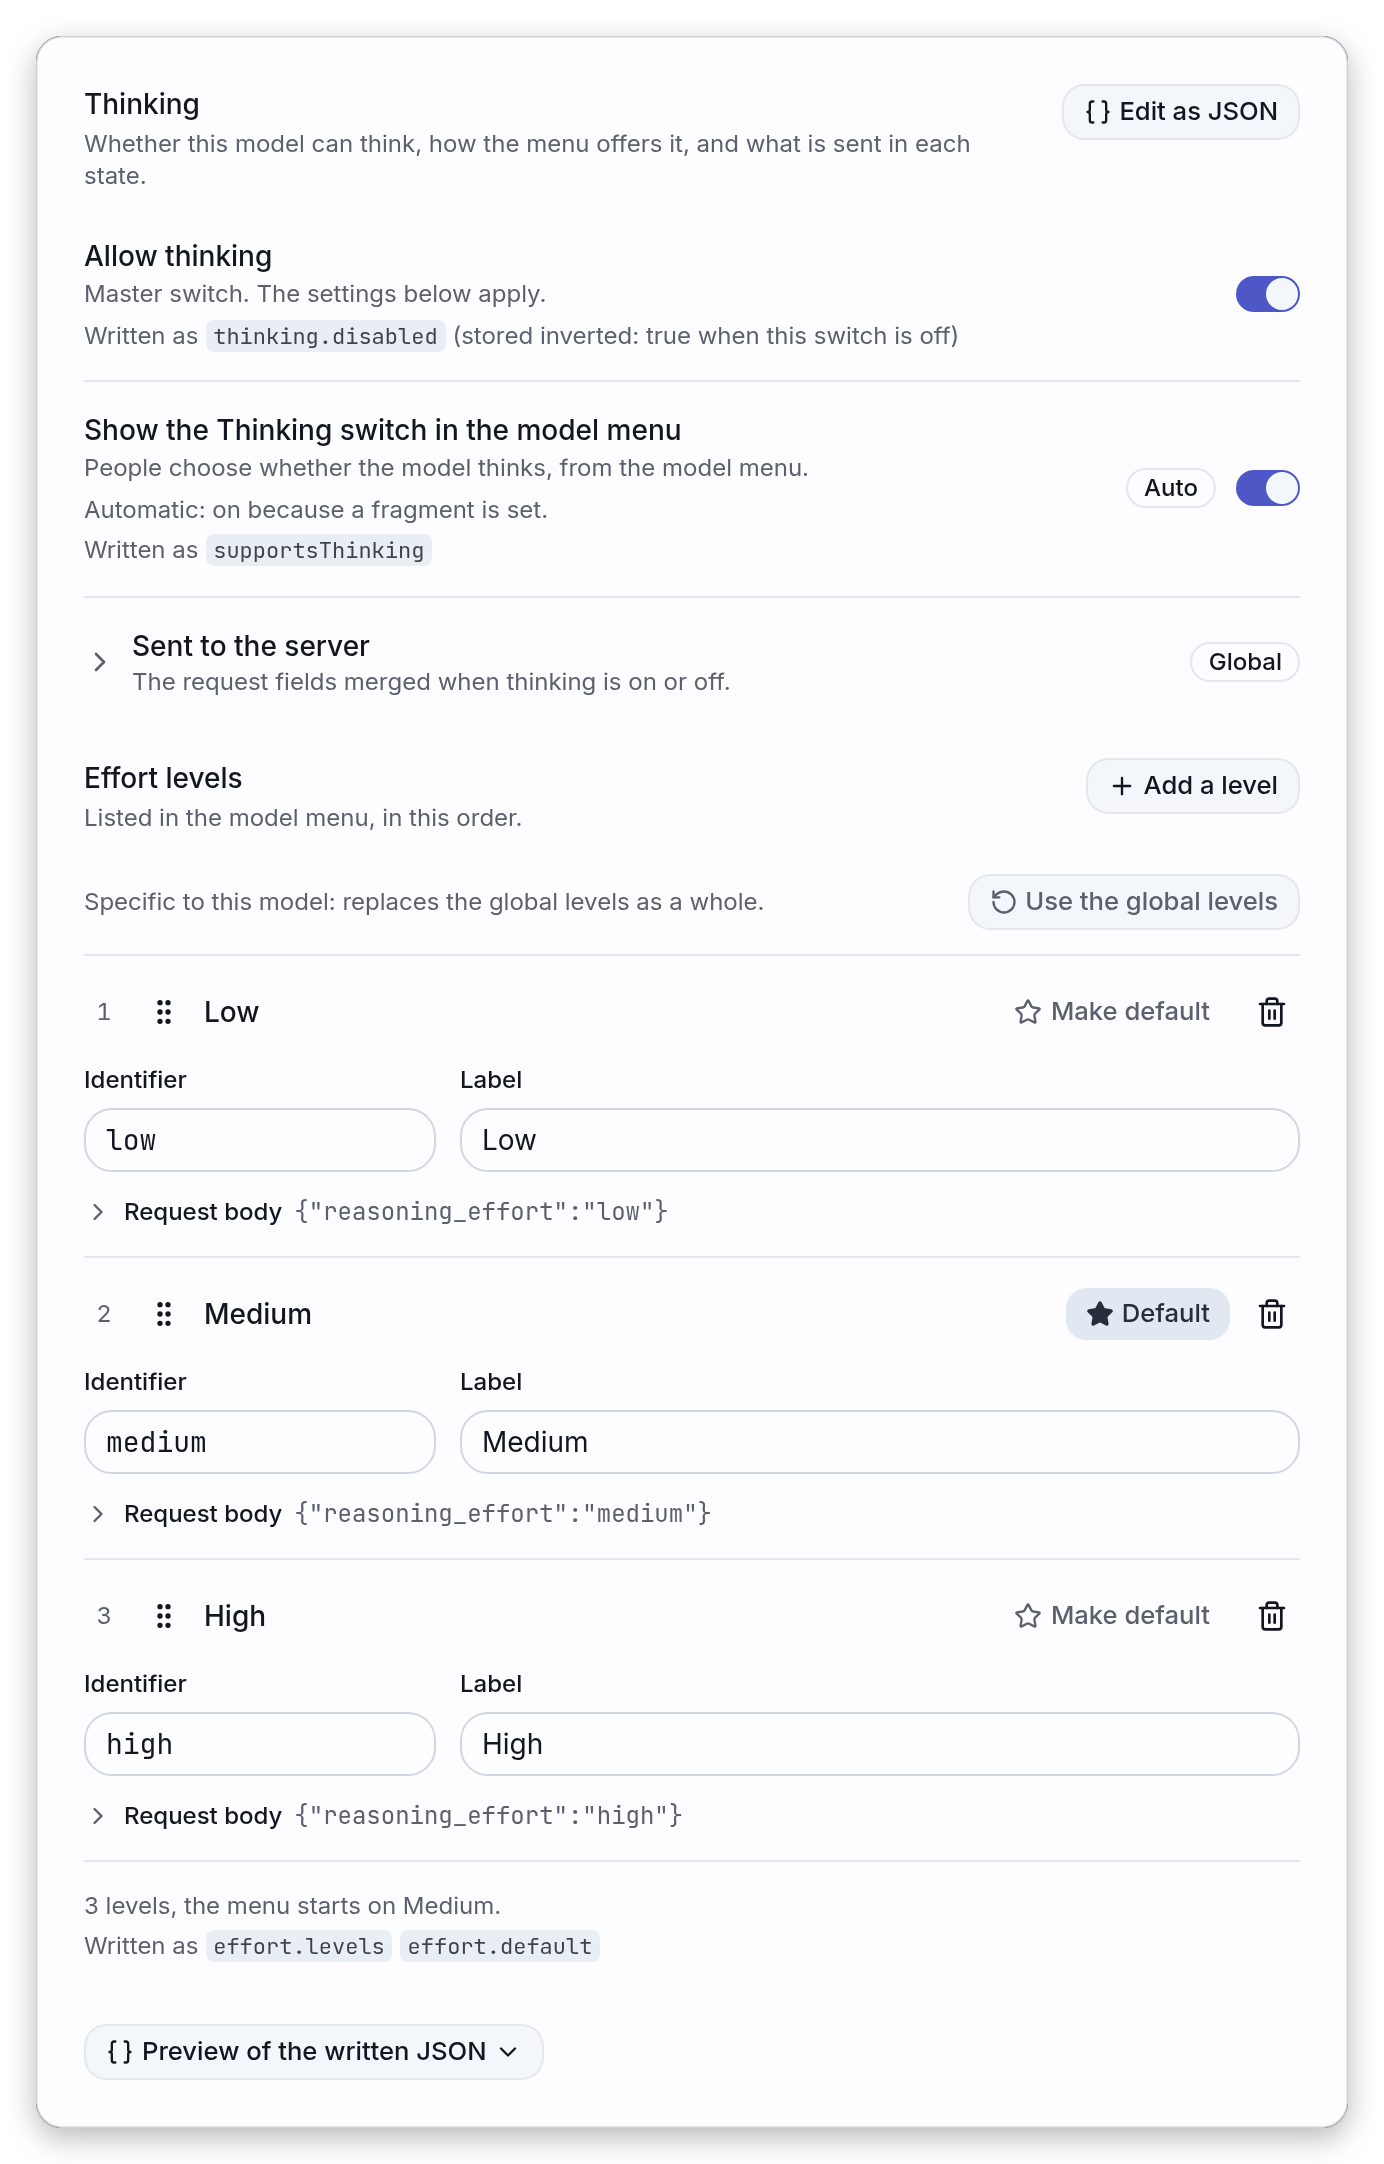 Thinking
Edit as JSON
Whether this model can think, how the menu offers it, and what is sent in each
state.
Allow thinking
Master switch. The settings below apply.
Written as thinking.disabled (stored inverted: true when this switch is off)
Show the Thinking switch in the model menu
People choose whether the model thinks, from the model menu.
Auto
Automatic: on because a fragment is set.
Written as supportsThinking
Sent to the server
Global
The request fields merged when thinking is on or off.
Effort levels
Add a level
Listed in the model menu, in this order.
Specific to this model: replaces the global levels as a whole.
Use the global levels
1 Low
Make default
Identifier
Label
low
Low
Request body {"reasoning_effort":"low"}
2 Medium
Default
Identifier
Label
medium
Medium
Request body {"reasoning_effort":"medium"}
3 High
Make default
Identifier
Label
high
High
Request body {"reasoning_effort":"high"}
3 levels, the menu starts on Medium.
Written as effort.levels effort.default
{} Preview of the written JSON